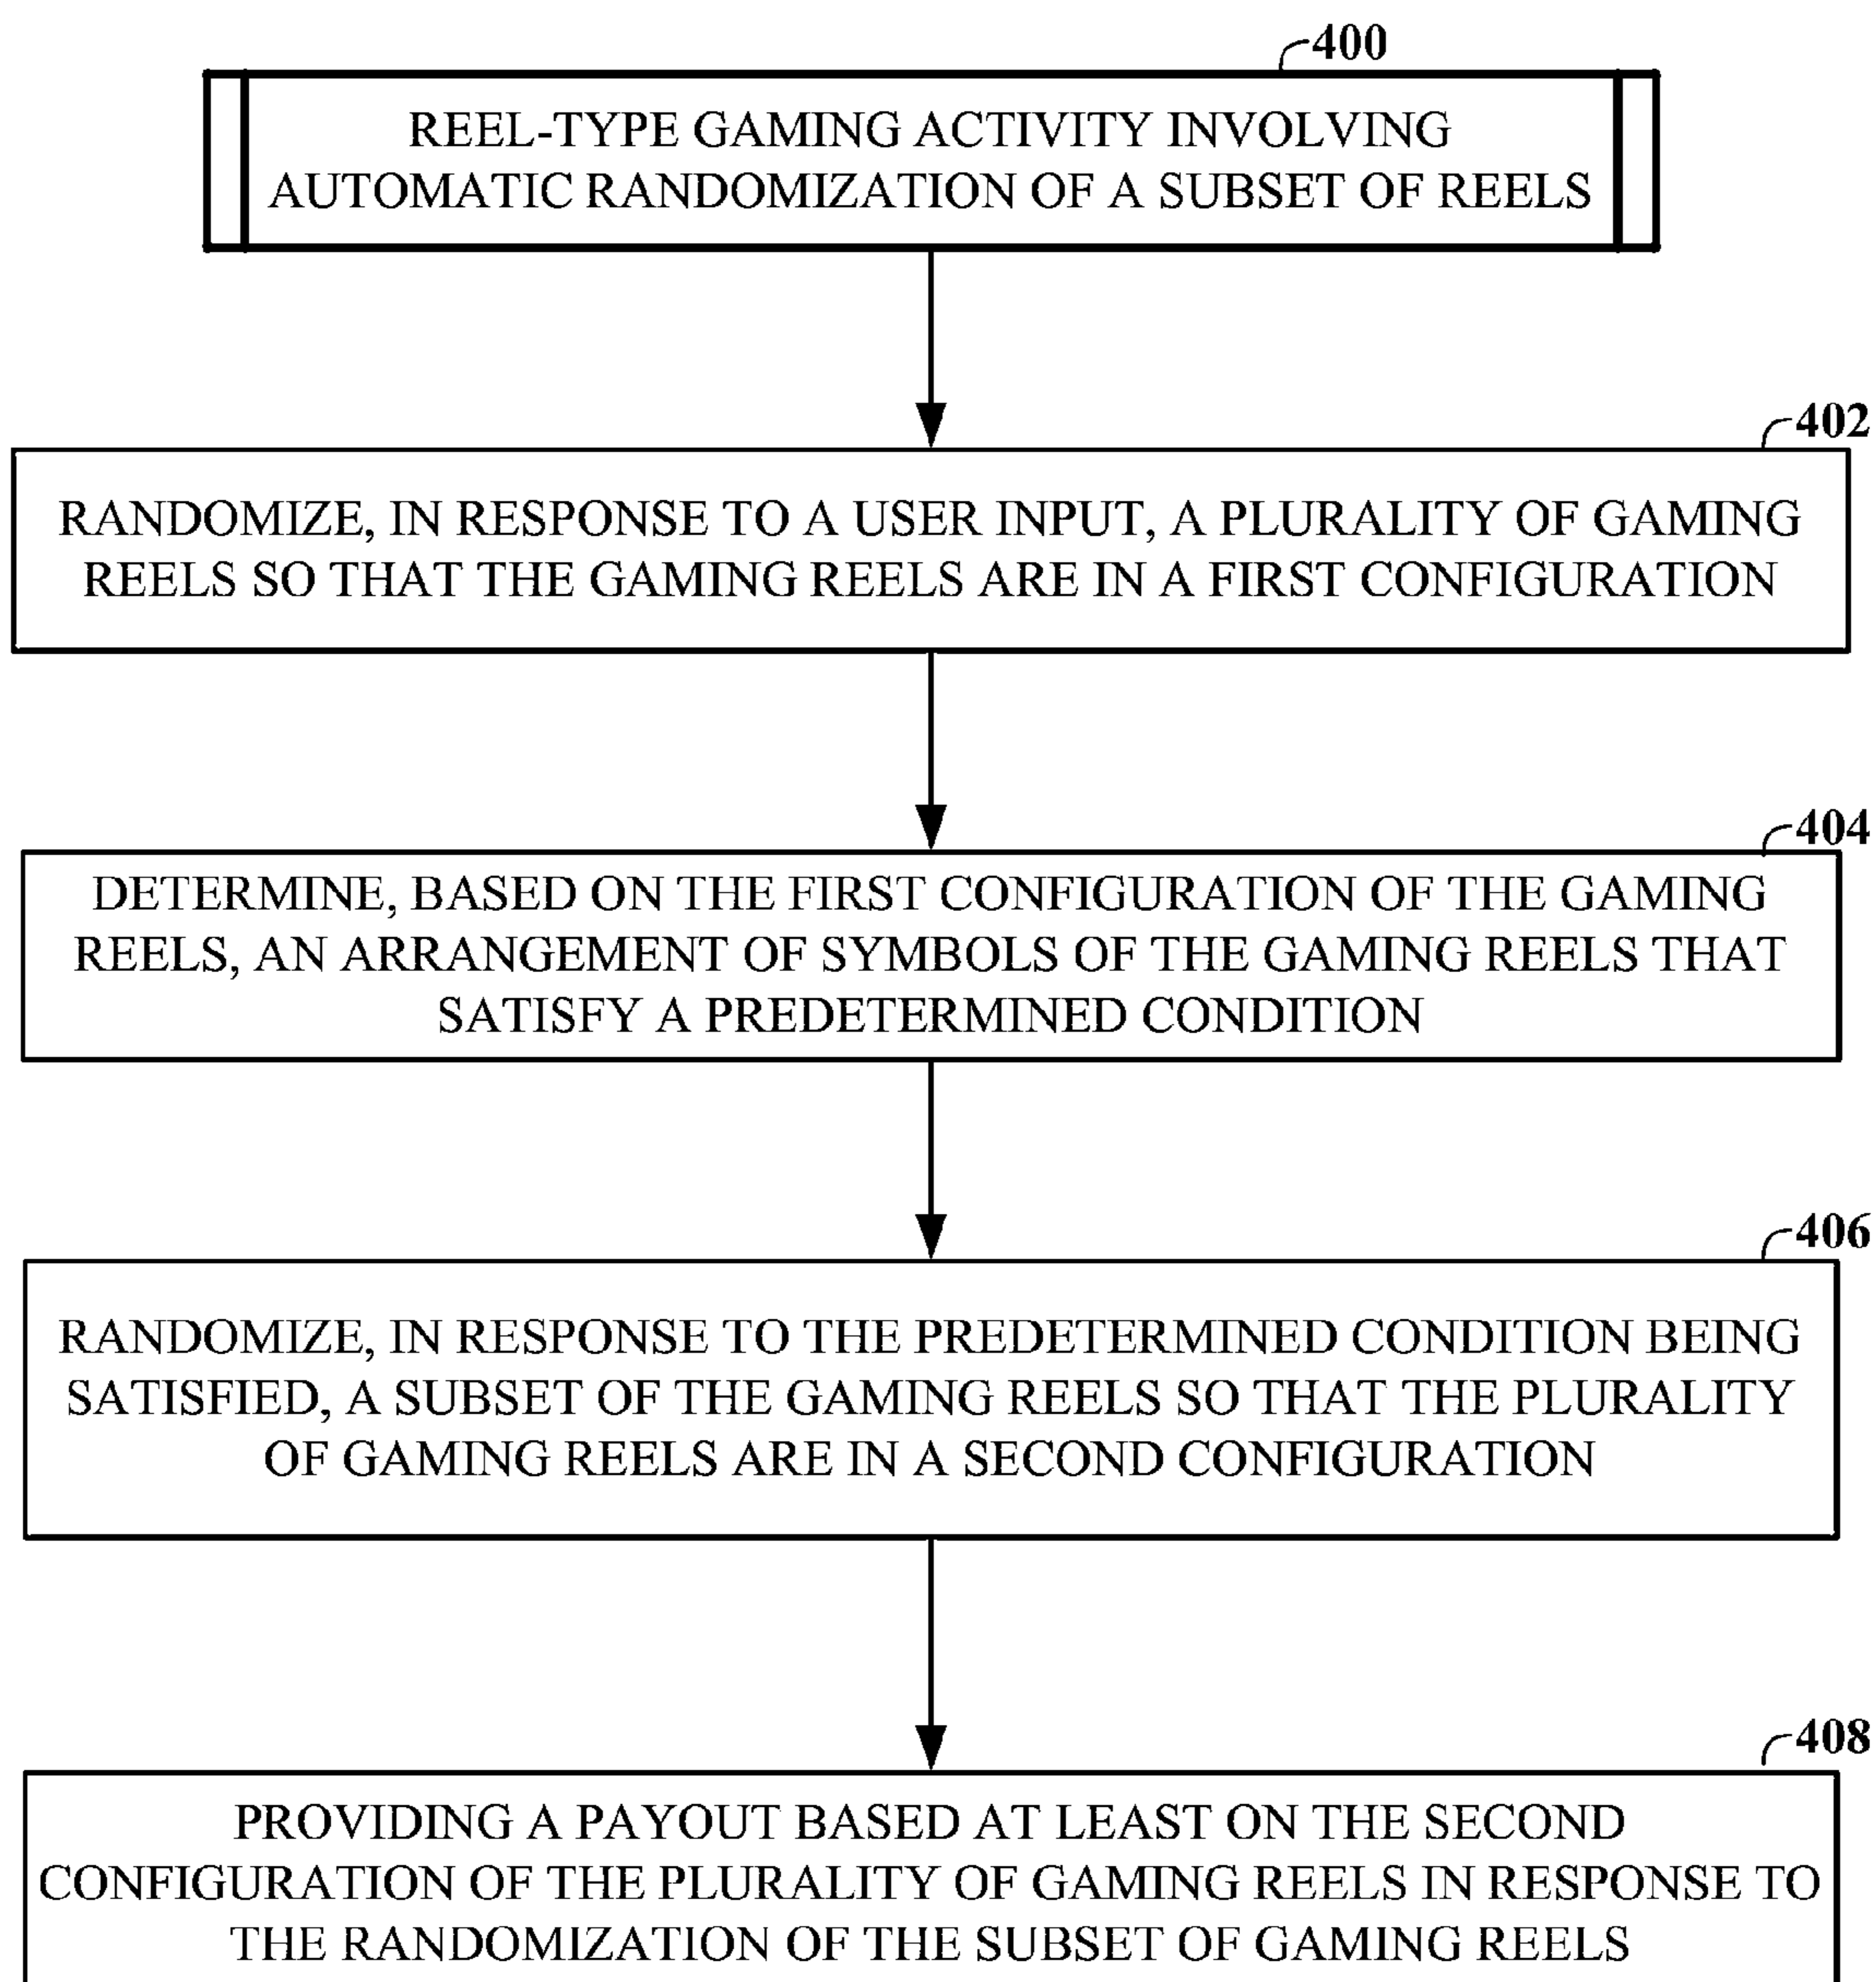 400
REEL-TYPE GAMING ACTIVITY INVOLVING
AUTOMATIC RANDOMIZATION OF A SUBSET OF REELS
402
RANDOMIZE, IN RESPONSE TO A USER INPUT, A PLURALITY OF GAMING
REELS SO THAT THE GAMING REELS ARE IN A FIRST CONFIGURATION
404
DETERMINE, BASED ON THE FIRST CONFIGURATION OF THE GAMING
REELS, AN ARRANGEMENT OF SYMBOLS OF THE GAMING REELS THAT
SATISFY A PREDETERMINED CONDITION
406
RANDOMIZE, IN RESPONSE TO THE PREDETERMINED CONDITION BEING
SATISFIED, A SUBSET OF THE GAMING REELS SO THAT THE PLURALITY
OF GAMING REELS ARE IN A SECOND CONFIGURATION
408
PROVIDING A PAYOUT BASED AT LEAST ON THE SECOND
CONFIGURATION OF THE PLURALITY OF GAMING REELS IN RESPONSE TO
THE RANDOMIZATION OF THE SUBSET OF GAMING REELS